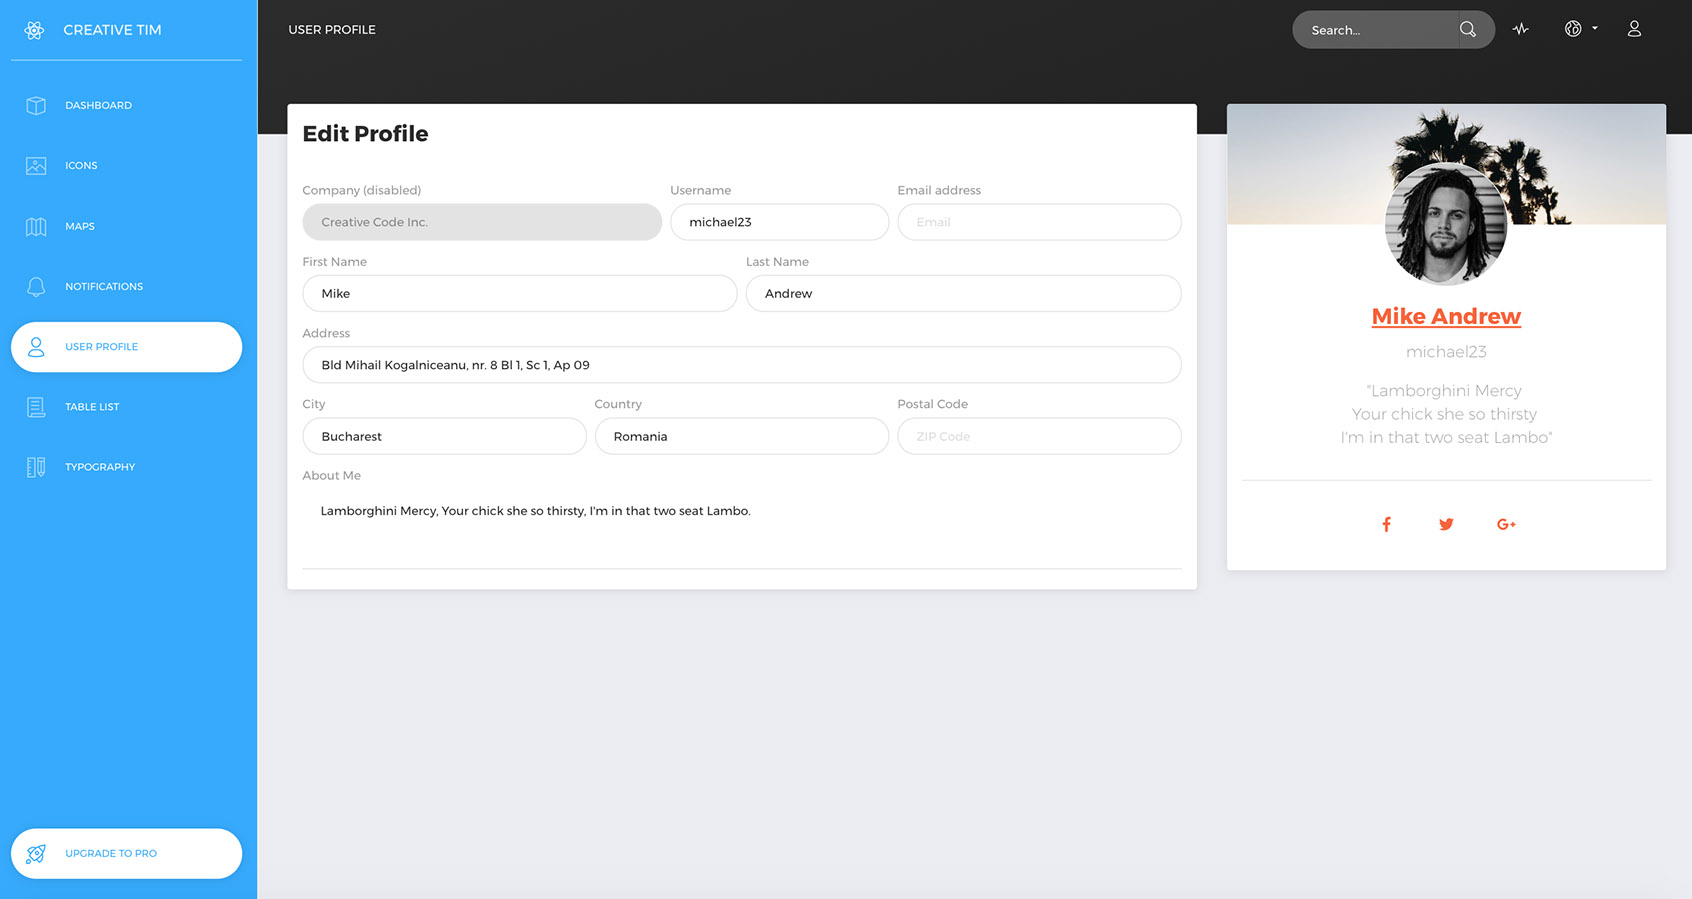 CREATIVE TIM
DASHBOARD
ICONS
MAPS
NOTIFICATIONS
USER PROFILE
TABLE LIST
TYPOGRAPHY
UPGRADE TO PRO
USER PROFILE
Search...
Edit Profile
Company (disabled) Username Email address
Creative Code Inc. michael23 Email
First Name Last Name
Mike Andrew
Address
Bld Mihail Kogalniceanu, nr. 8 Bl 1, Sc 1, Ap 09
City Country Postal Code
Bucharest Romania ZIP Code
About Me
Lamborghini Mercy, Your chick she so thirsty, I'm in that two seat Lambo.
Mike Andrew
michael23
"Lamborghini Mercy
Your chick she so thirsty
I'm in that two seat Lambo"
G+